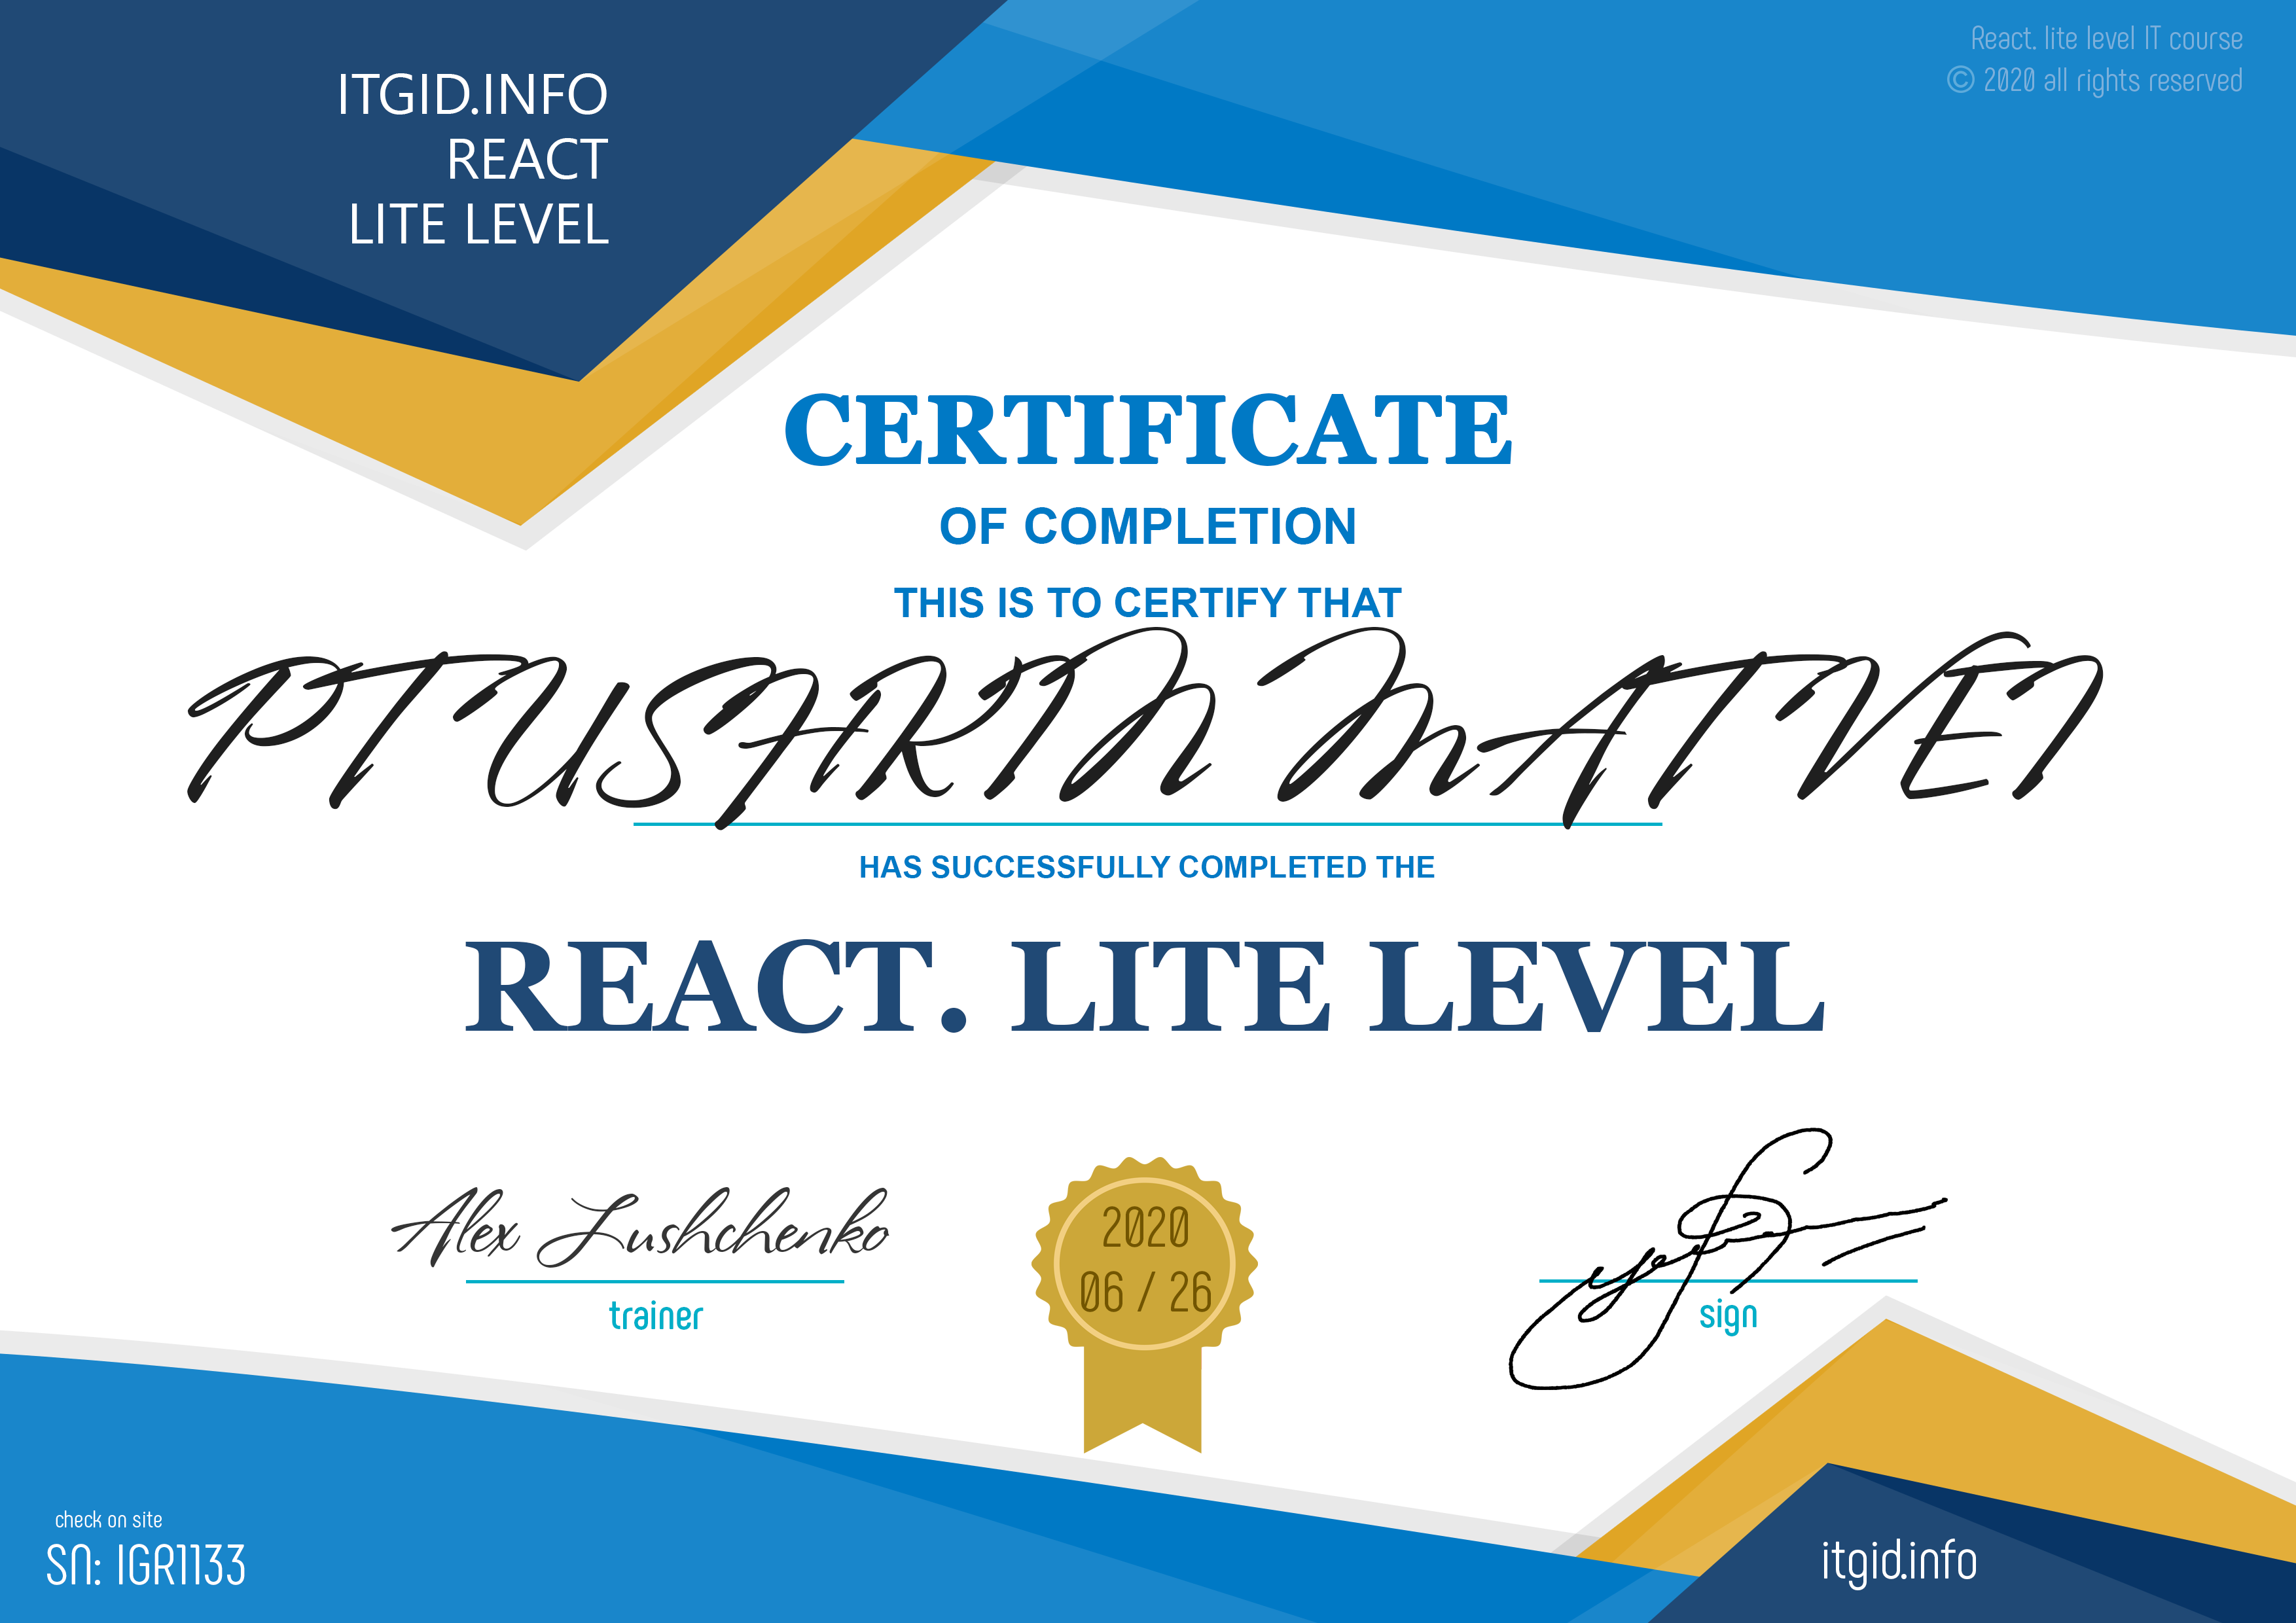 ITGID.INFO
REACT
LITE LEVEL
React. lite level IT course
© 2020 all rights reserved
CERTIFICATE
OF COMPLETION
THIS IS TO CERTIFY THAT
PTUSHKIN MATVEI
HAS SUCCESSFULLY COMPLETED THE
REACT. LITE LEVEL
Alex Lushchenko
trainer
2020
06 / 26
sign
check on site
SN: IGR1133
itgid.info